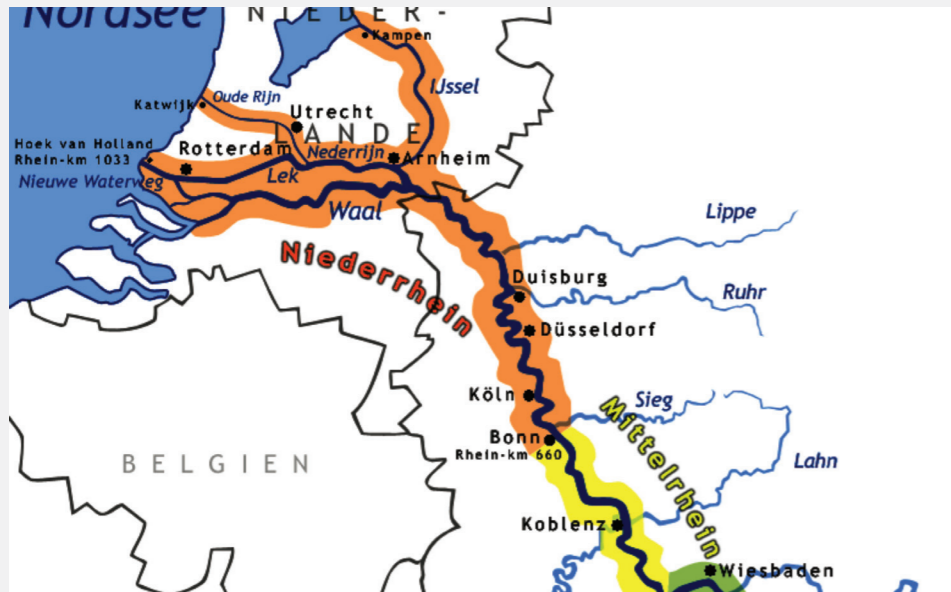 Nordsee
NIEDER-
Kampen
IJssel
Katwijk
Oude Rijn
Utrecht
LANDE
Hoek van Holland
Rhein-km 1033
Rotterdam
Nederrijn
Arnheim
Nieuwe Waterweg
Lek
Waal
Lippe
Niederrhein
Duisburg
Ruhr
Düsseldorf
Köln
Sieg
Mittelrhein
Bonn
Rhein-km 660
BELGIEN
Lahn
Koblenz
Wiesbaden